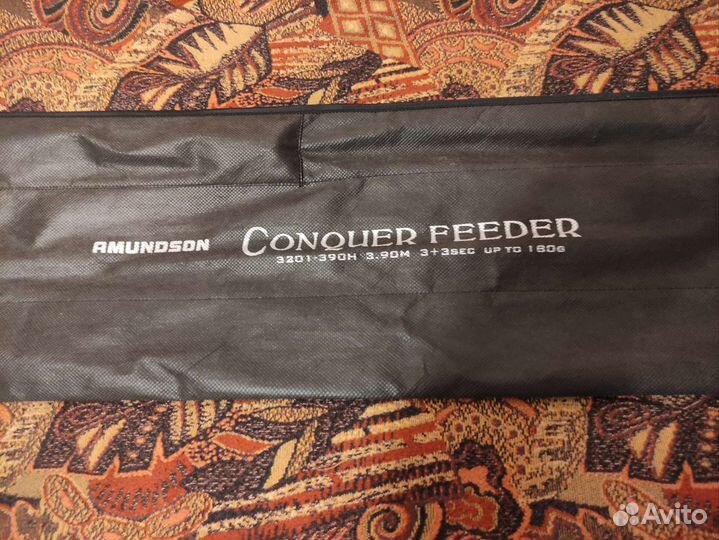 AMUNDSON CONQUER FEEDER
3201-390H 3.90M 3+3SEC UP TO 180G
Avito